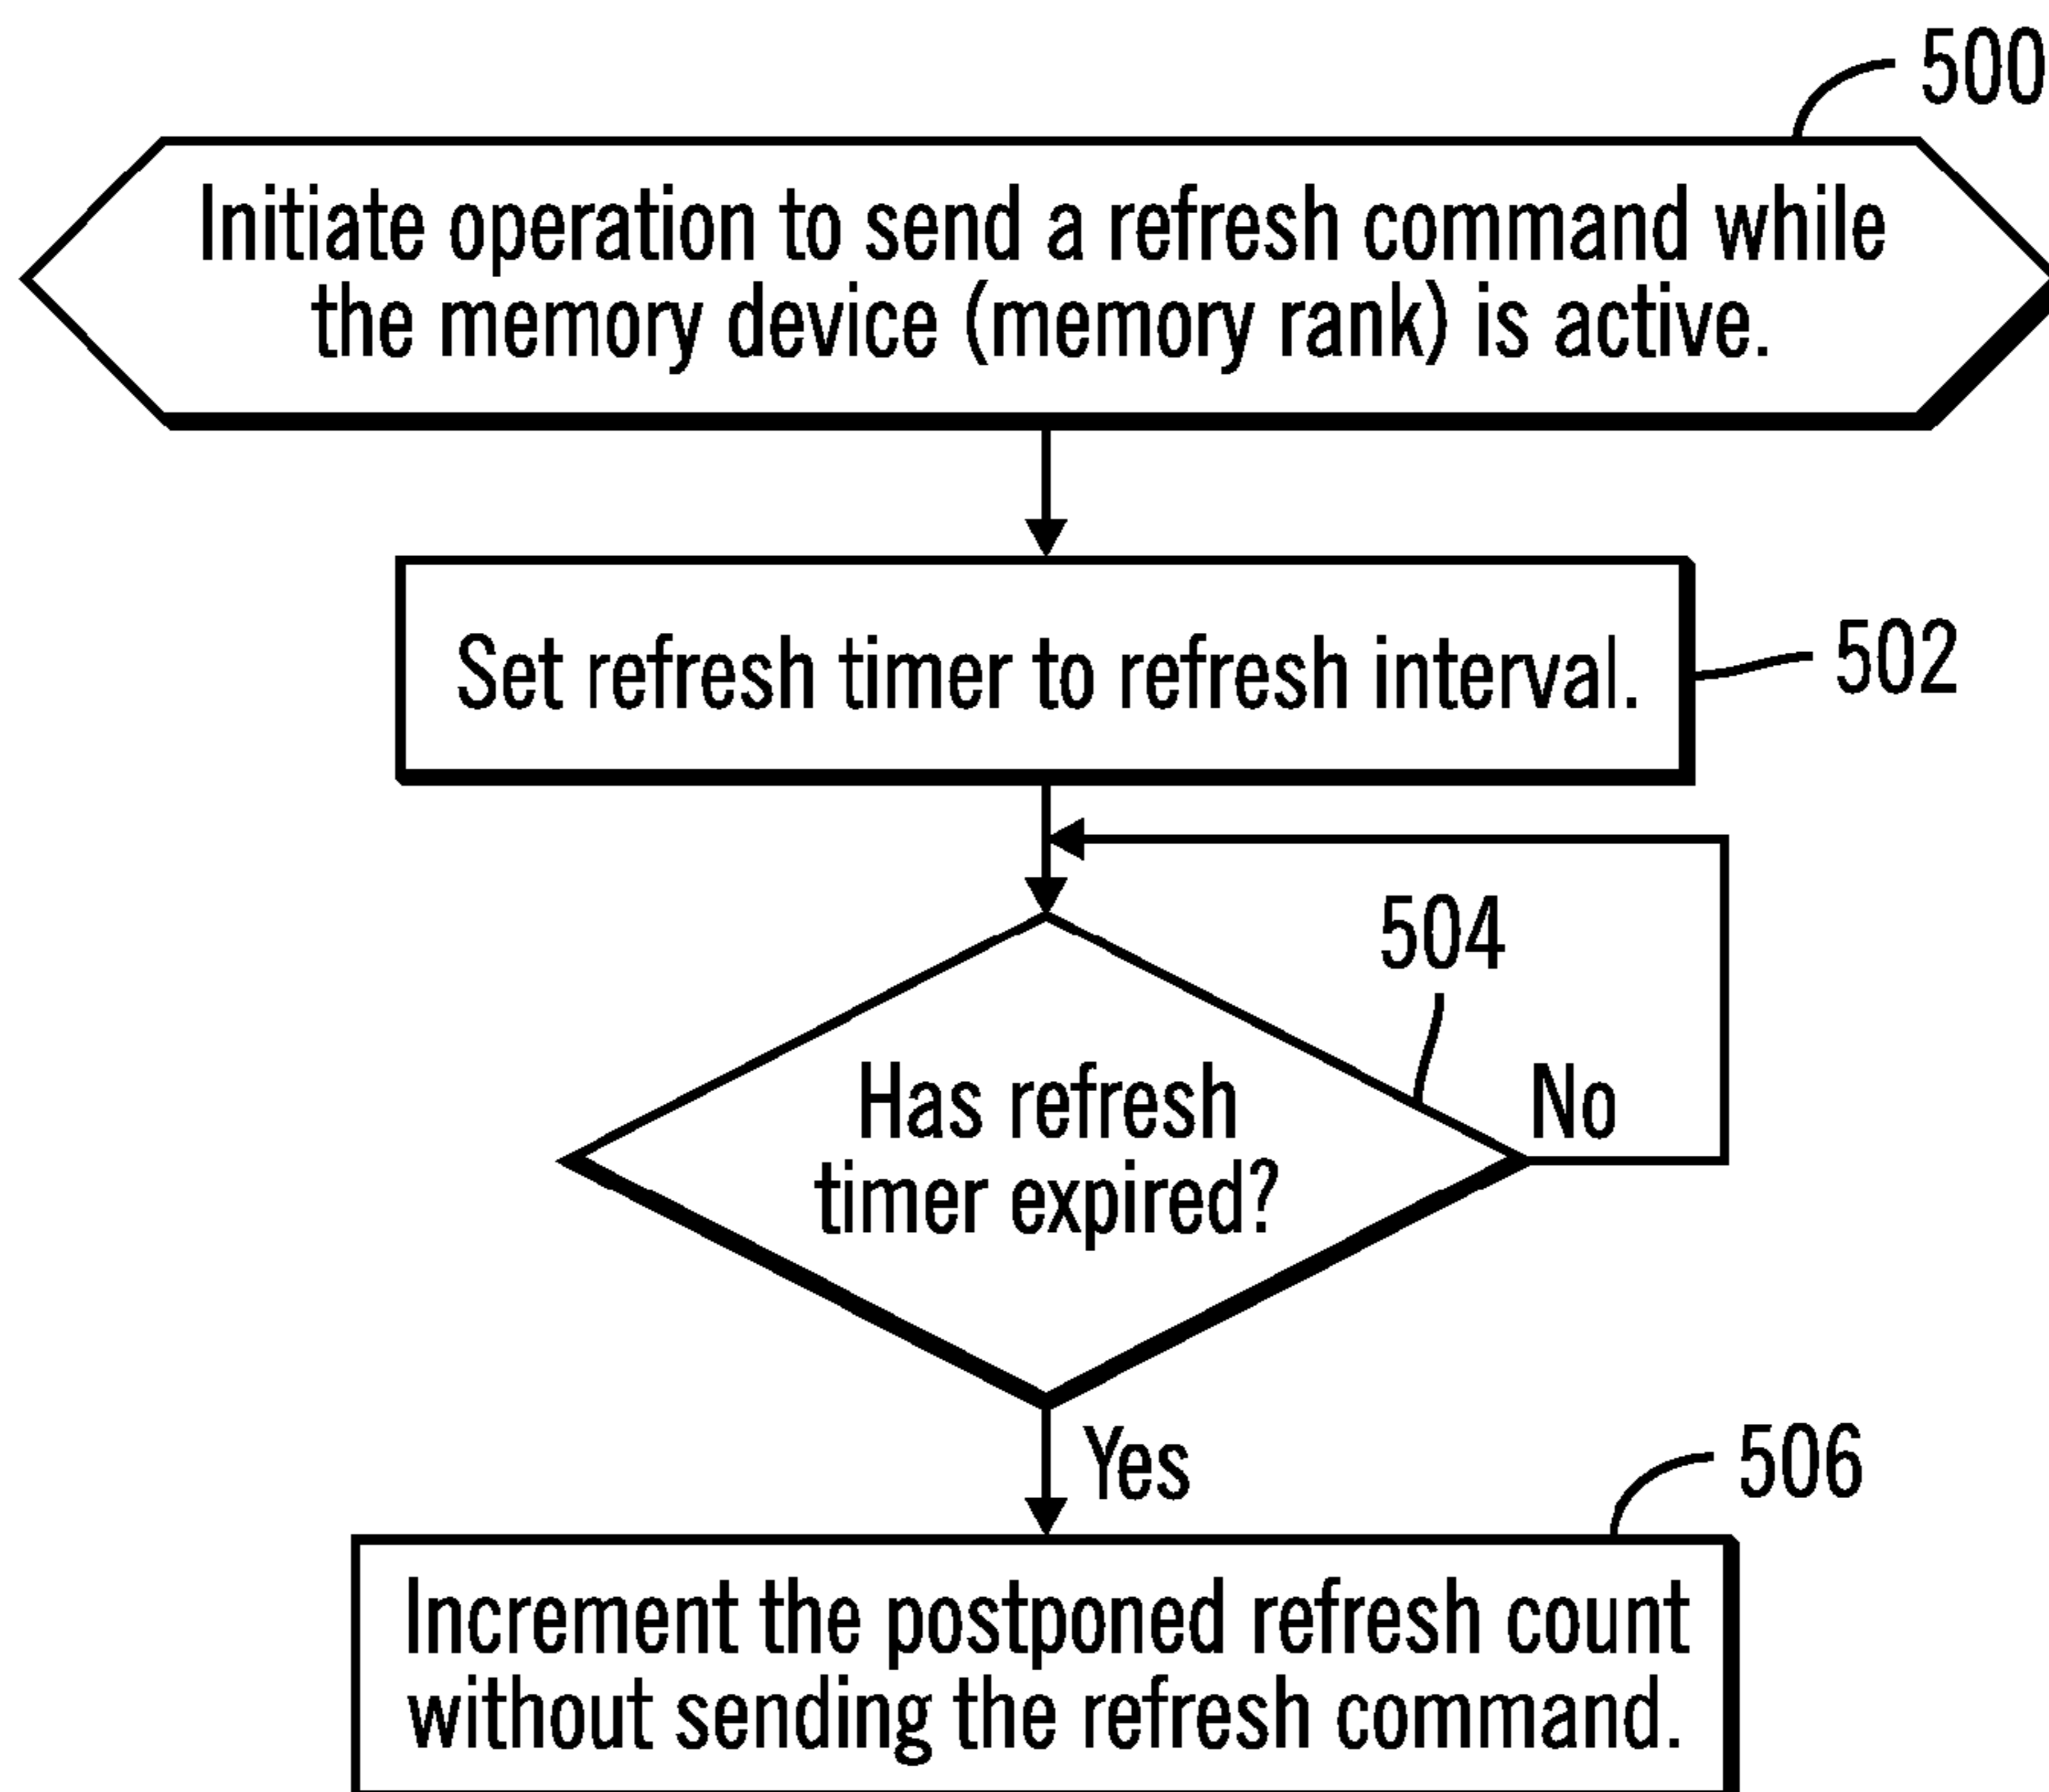 500
Initiate operation to send a refresh command while
the memory device (memory rank) is active.
Set refresh timer to refresh interval.
502
504
Has refresh
timer expired?
No
Yes
506
Increment the postponed refresh count
without sending the refresh command.